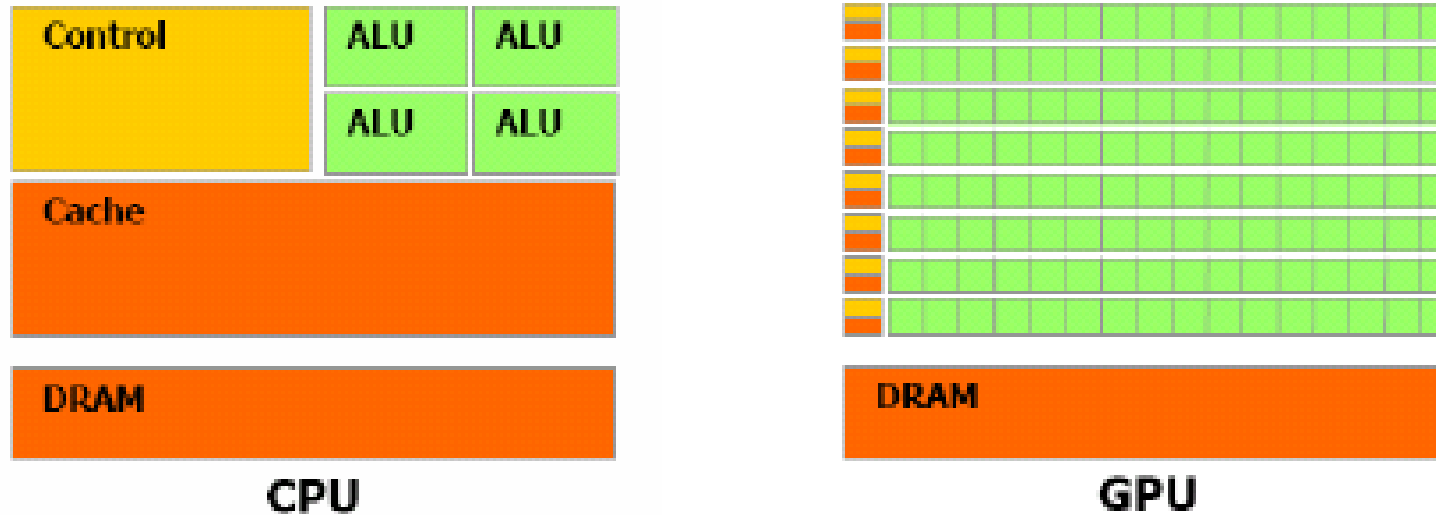 Control ALU ALU
ALU ALU
Cache
DRAM
CPU
DRAM
GPU